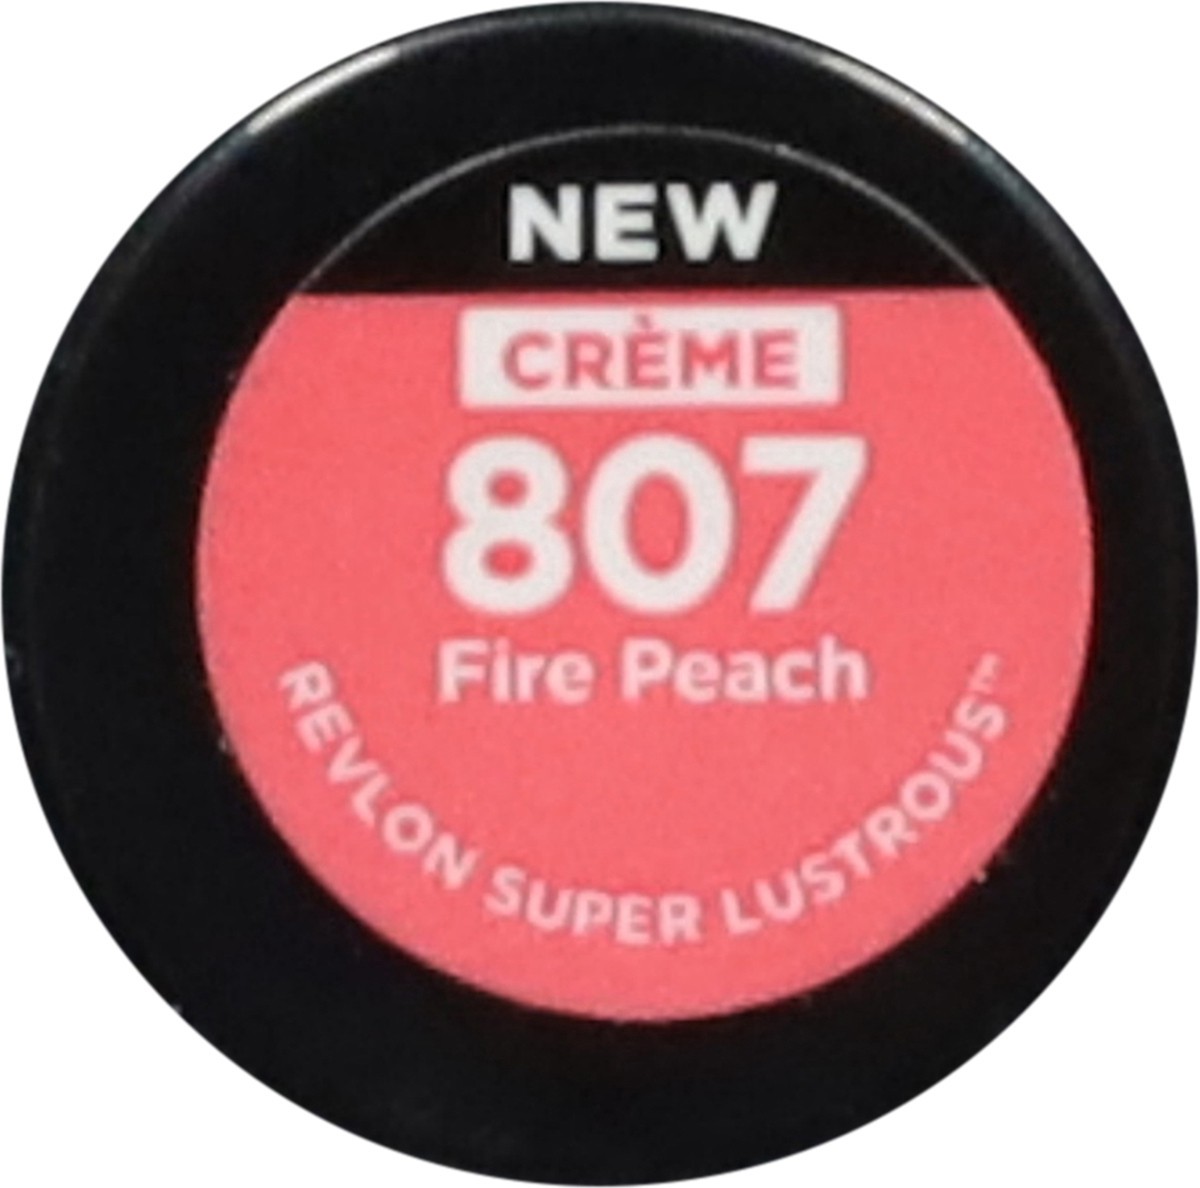 NEW
CRÈME
807
Fire Peach
REVLON SUPER LUSTROUS™